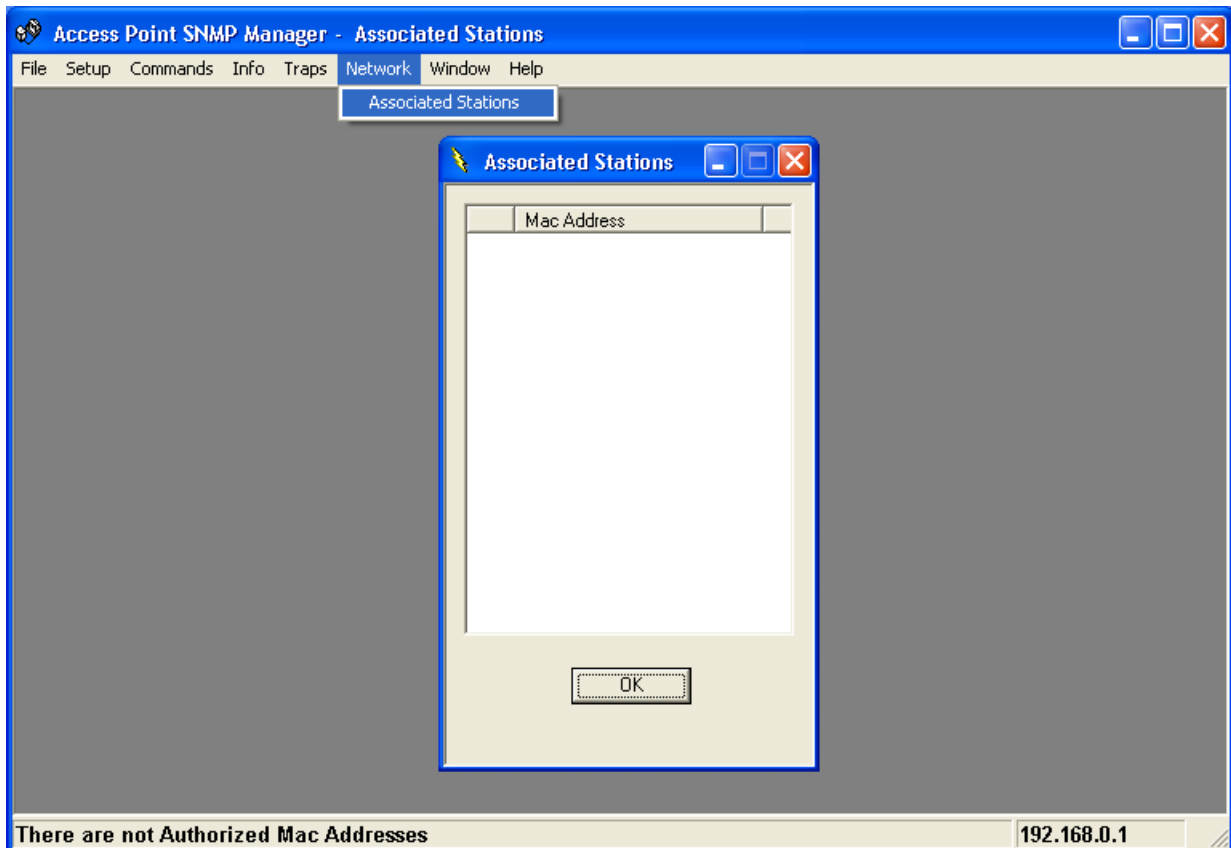 Access Point SNMP Manager - Associated Stations
File Setup Commands Info Traps Network Window Help
Associated Stations
Associated Stations
Mac Address
OK
There are not Authorized Mac Addresses 192.168.0.1